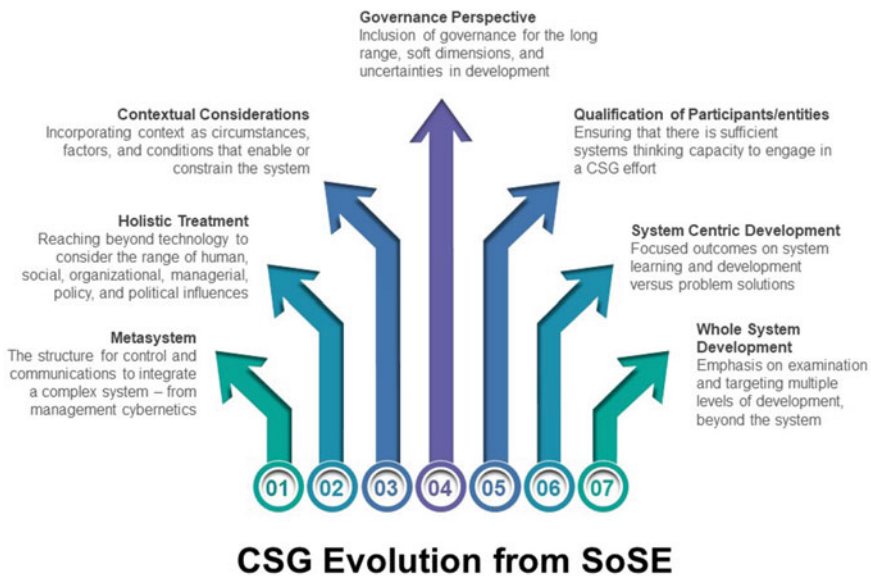 Governance Perspective
Inclusion of governance for the long
range, soft dimensions, and
uncertainties in development
Contextual Considerations
Incorporating context as circumstances,
factors, and conditions that enable or
constrain the system
Qualification of Participants/entities
Ensuring that there is sufficient
systems thinking capacity to engage in
a CSG effort
Holistic Treatment
Reaching beyond technology to
consider the range of human,
social, organizational, managerial,
policy, and political influences
System Centric Development
Focused outcomes on system
learning and development
versus problem solutions
Metasystem
The structure for control and
communications to integrate
a complex system – from
management cybernetics
Whole System
Development
Emphasis on examination
and targeting multiple
levels of development,
beyond the system
01 02 03 04 05 06 07
CSG Evolution from SoSE